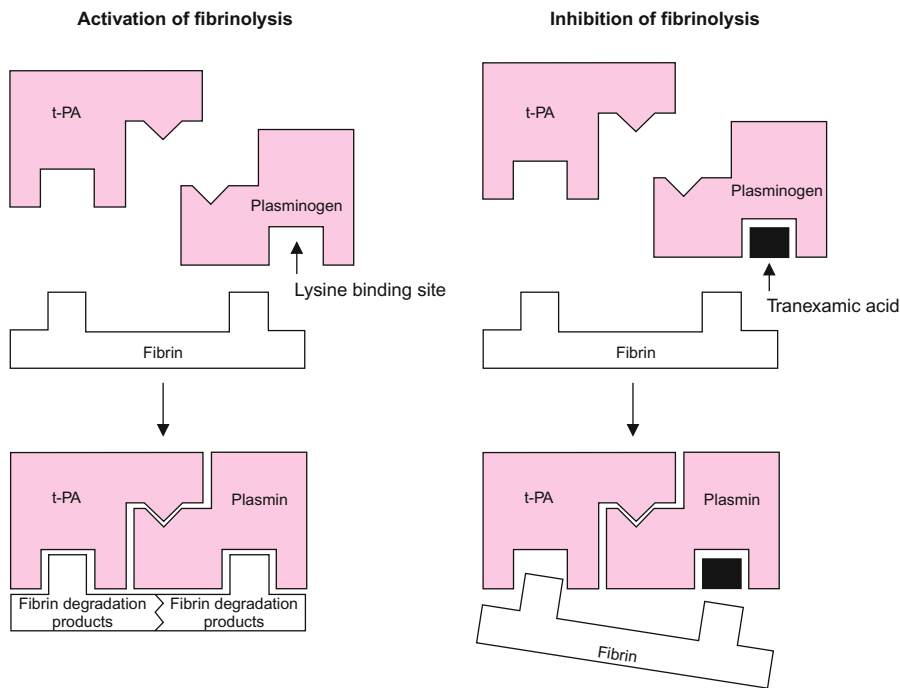 Activation of fibrinolysis
t-PA
Plasminogen
Lysine binding site
Fibrin
t-PA
Plasmin
Fibrin degradation
products
Fibrin degradation
products
Inhibition of fibrinolysis
t-PA
Plasminogen
Tranexamic acid
Fibrin
t-PA
Plasmin
Fibrin